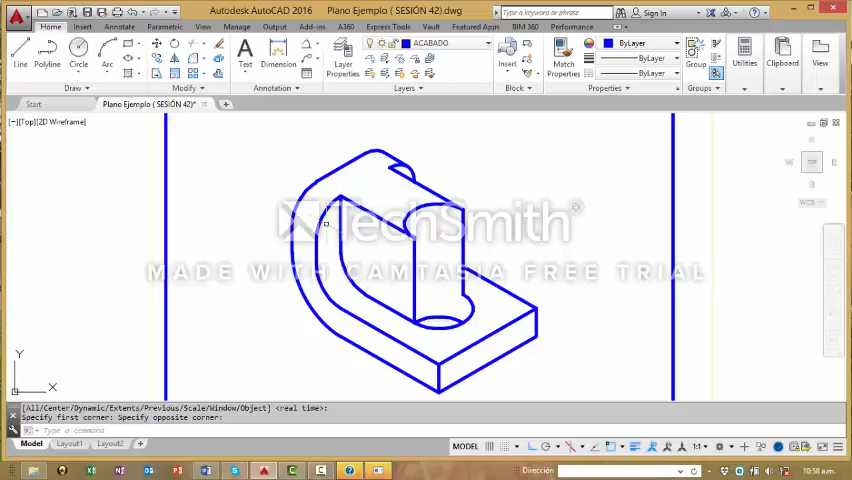 Autodesk AutoCAD 2016 Plano Ejemplo ( SESIÓN 42).dwg
Type a keyword or phrase
Sign In
Home Insert Annotate Parametric View Manage Output Add-ins A360 Express Tools Vault Featured Apps BIM 360 Performance
ACABADO
ByLayer
Line Polyline Circle Arc Text Dimension Layer Properties Insert Match Properties Group Utilities Clipboard View
ByLayer
ByLayer
Draw Modify Annotation Layers Block Properties Groups
Start Plano Ejemplo ( SESIÓN 42)*
[−][Top][2D Wireframe]
W TOP E
S
WCS
TechSmith®
MADE WITH CAMTASIA FREE TRIAL
Y
X
[All/Center/Dynamic/Extents/Previous/Scale/Window/Object] <real time>:
Specify first corner: Specify opposite corner:
Type a command
Model Layout1 Layout2 +
MODEL 1:1
Dirección
10:58 a.m.